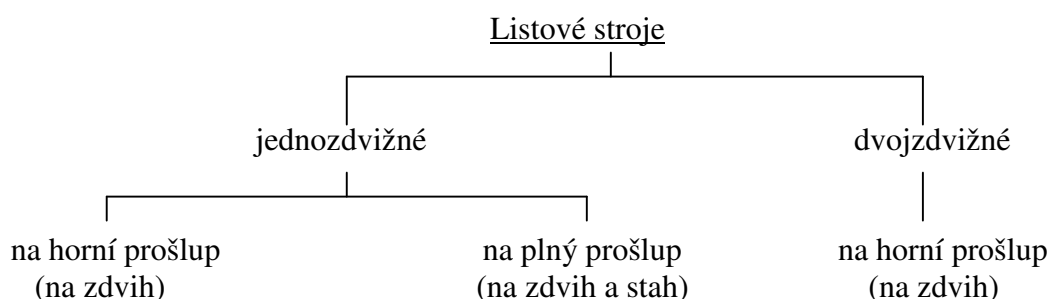 Listové stroje
jednozdvižné dvojzdvižné
na horní prošlup na plný prošlup na horní prošlup
(na zdvih) (na zdvih a stah) (na zdvih)